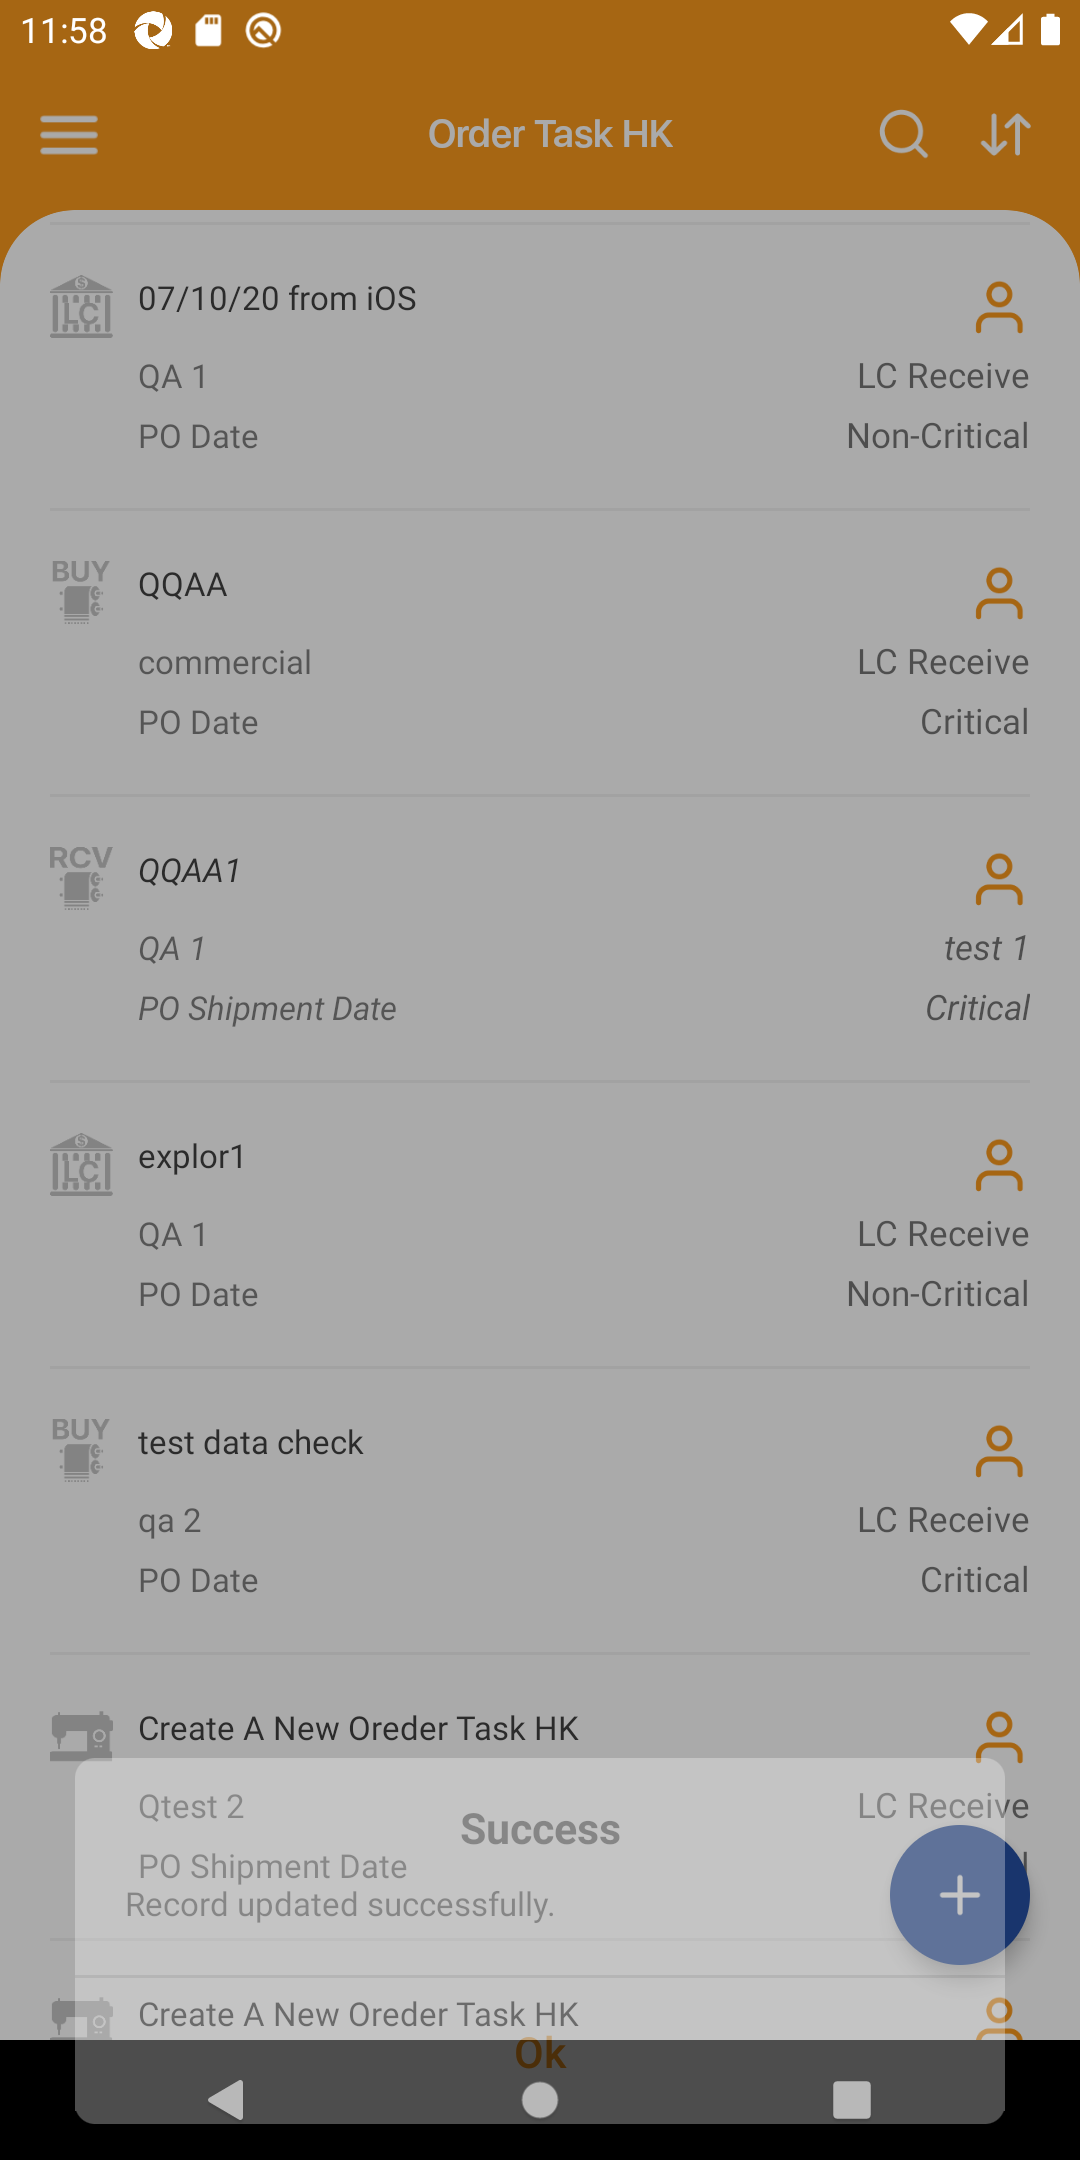 11:58
Order Task HK
LC
07/10/20 from iOS
QA 1
LC Receive
PO Date
Non-Critical
BUY
QQAA
commercial
LC Receive
PO Date
Critical
RCV
QQAA1
QA 1
test 1
PO Shipment Date
Critical
LC
explor1
QA 1
LC Receive
PO Date
Non-Critical
BUY
test data check
qa 2
LC Receive
PO Date
Critical
Create A New Oreder Task HK
Qtest 2
LC Receive
Success
PO Shipment Date
Record updated successfully.
Create A New Oreder Task HK
Ok